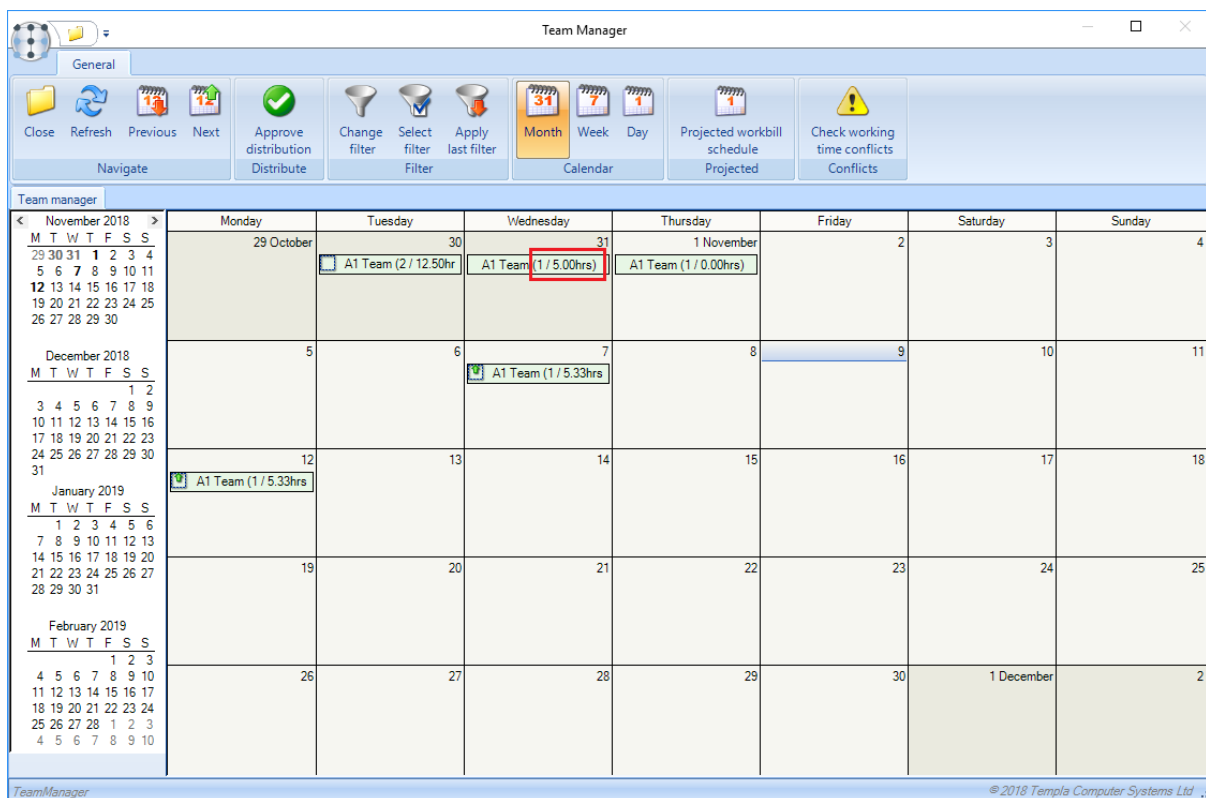 Team Manager
General
Close Refresh Previous Next Approve distribution Change filter Select filter Apply last filter Month Week Day Projected workbill schedule Check working time conflicts
Navigate Distribute Filter Calendar Projected Conflicts
Team manager
< November 2018 >
M T W T F S S
29 30 31 1 2 3 4
5 6 7 8 9 10 11
12 13 14 15 16 17 18
19 20 21 22 23 24 25
26 27 28 29 30
December 2018
M T W T F S S
1 2
3 4 5 6 7 8 9
10 11 12 13 14 15 16
17 18 19 20 21 22 23
24 25 26 27 28 29 30
31
January 2019
M T W T F S S
1 2 3 4 5 6
7 8 9 10 11 12 13
14 15 16 17 18 19 20
21 22 23 24 25 26 27
28 29 30 31
February 2019
M T W T F S S
1 2 3
4 5 6 7 8 9 10
11 12 13 14 15 16 17
18 19 20 21 22 23 24
25 26 27 28 1 2 3
4 5 6 7 8 9 10
Monday Tuesday Wednesday Thursday Friday Saturday Sunday
29 October 30 31 1 November 2 3 4
A1 Team (2 / 12.50hr A1 Team (1 / 5.00hrs) A1 Team (1 / 0.00hrs)
5 6 7 8 9 10 11
A1 Team (1 / 5.33hrs
12 13 14 15 16 17 18
A1 Team (1 / 5.33hrs
19 20 21 22 23 24 25
26 27 28 29 30 1 December 2
TeamManager © 2018 Templa Computer Systems Ltd